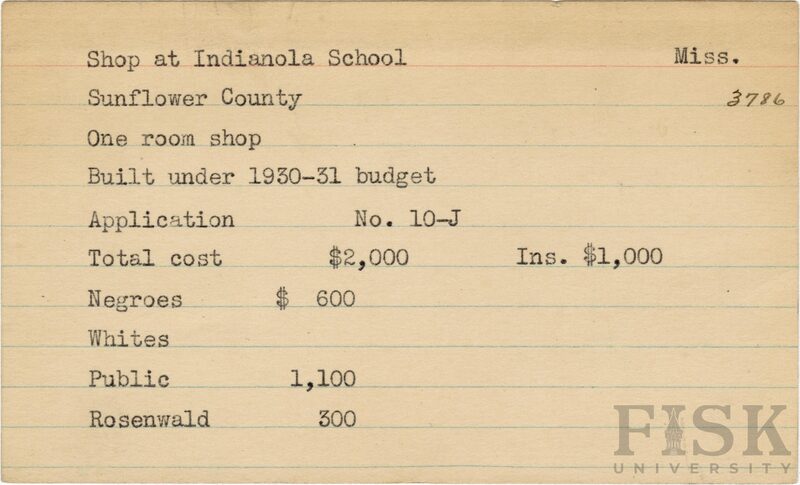 Shop at Indianola School Miss.
Sunflower County 3786
One room shop
Built under 1930-31 budget
Application No. 10-J
Total cost $2,000 Ins. $1,000
Negroes $ 600
Whites
Public 1,100
Rosenwald 300
FISK
UNIVERSITY